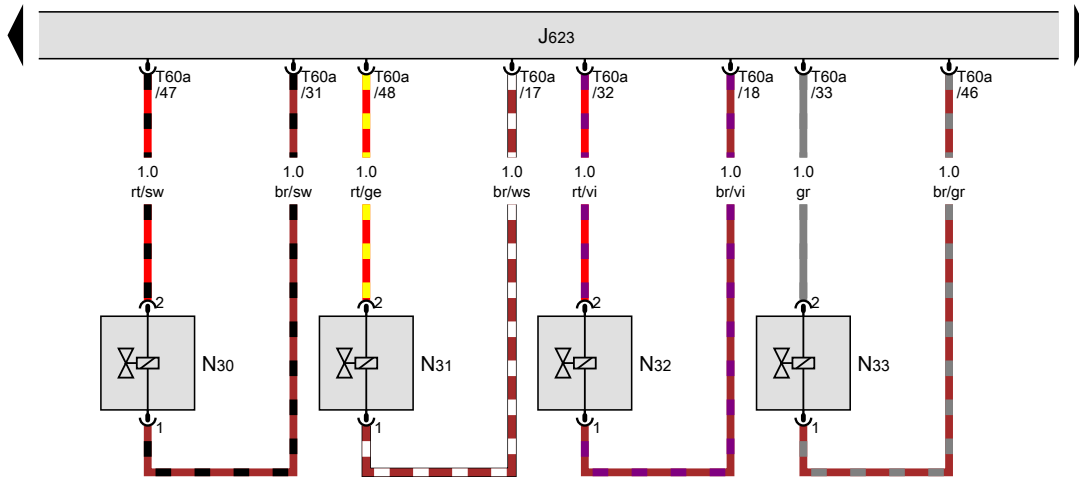 J623
T60a T60a T60a T60a T60a T60a T60a T60a
/47 /31 /48 /17 /32 /18 /33 /46
1.0 1.0 1.0 1.0 1.0 1.0 1.0 1.0
rt/sw br/sw rt/ge br/ws rt/vi br/vi gr br/gr
2 2 2 2
N30 N31 N32 N33
1 1 1 1